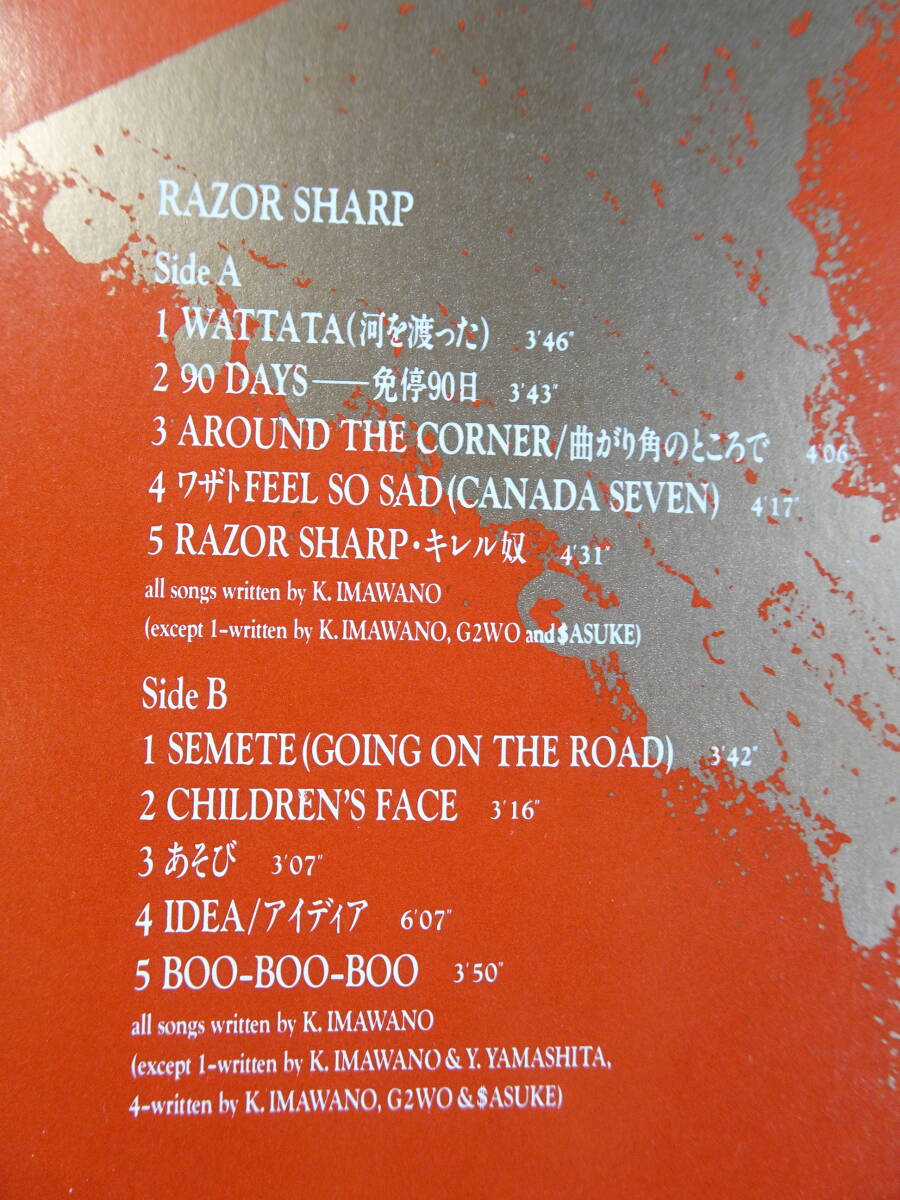 RAZOR SHARP
Side A
1 WATTATA(河を渡った) 3'46"
2 90 DAYS——免停90日 3'43"
3 AROUND THE CORNER/曲がり角のところで 4'06
4 ワザトFEEL SO SAD(CANADA SEVEN) 4'17"
5 RAZOR SHARP・キレル奴 4'31"
all songs written by K. IMAWANO
(except 1-written by K. IMAWANO, G2WO and $ASUKE)
Side B
1 SEMETE(GOING ON THE ROAD) 3'42"
2 CHILDREN'S FACE 3'16"
3 あそび 3'07"
4 IDEA/アイディア 6'07"
5 BOO-BOO-BOO 3'50"
all songs written by K. IMAWANO
(except 1-written by K. IMAWANO & Y. YAMASHITA,
4-written by K. IMAWANO, G2WO & $ASUKE)